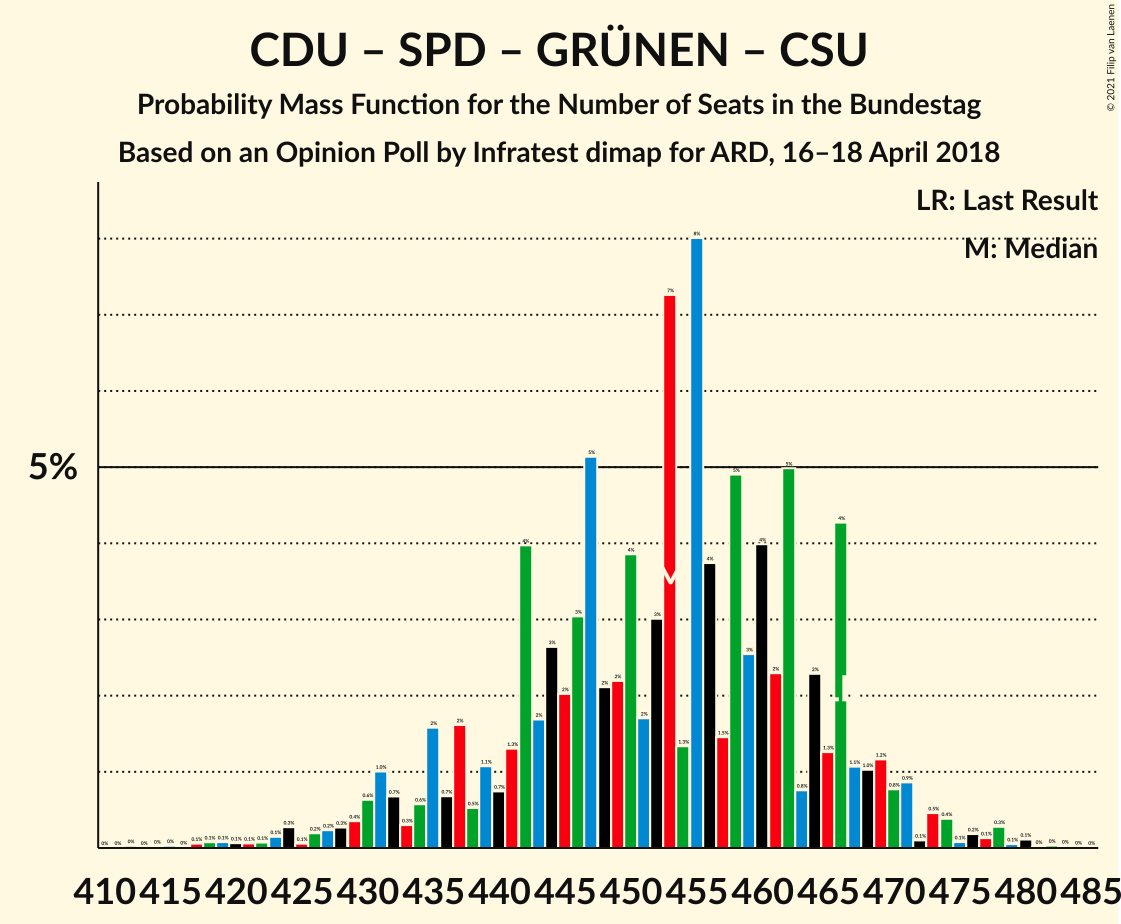 CDU – SPD – GRÜNEN – CSU
Probability Mass Function for the Number of Seats in the Bundestag
Based on an Opinion Poll by Infratest dimap for ARD, 16–18 April 2018
© 2021 Filip van Laenen
LR: Last Result
M: Median
5%
410 415 420 425 430 435 440 445 450 455 460 465 470 475 480 485